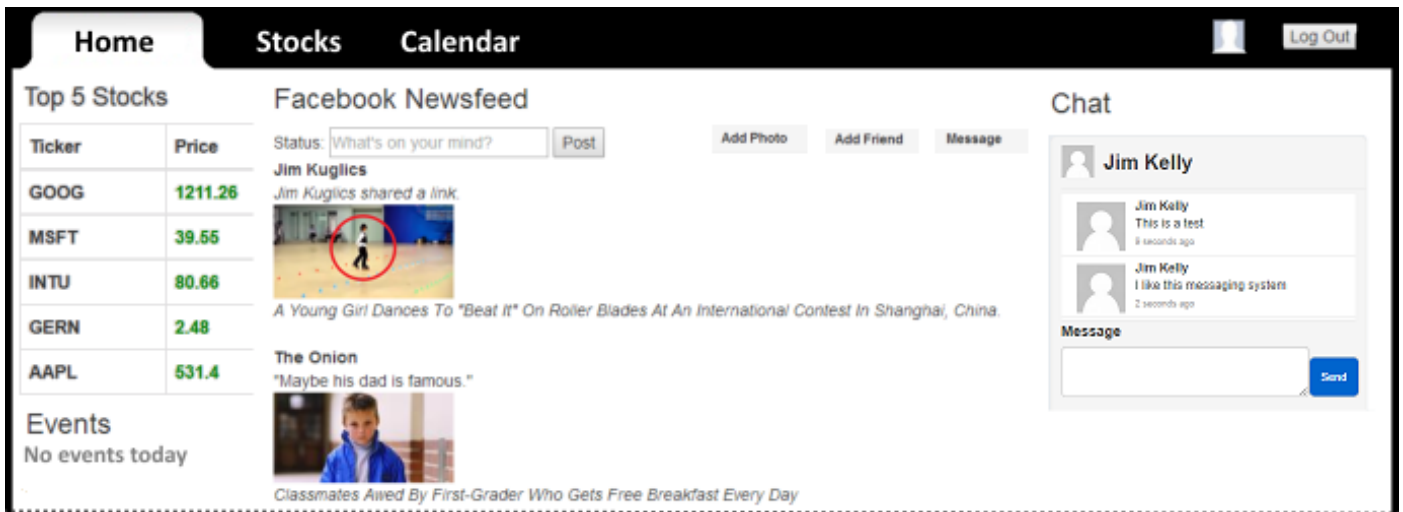 Home Stocks Calendar Log Out
Top 5 Stocks
Ticker Price
GOOG 1211.26
MSFT 39.55
INTU 80.66
GERN 2.48
AAPL 531.4
Events
No events today
Facebook Newsfeed
Status: What's on your mind? Post Add Photo Add Friend Message
Jim Kuglics
Jim Kuglics shared a link.
A Young Girl Dances To "Beat It" On Roller Blades At An International Contest In Shanghai, China.
The Onion
"Maybe his dad is famous."
Classmates Awed By First-Grader Who Gets Free Breakfast Every Day
Chat
Jim Kelly
Jim Kelly
This is a test
9 seconds ago
Jim Kelly
I like this messaging system
2 seconds ago
Message
Send